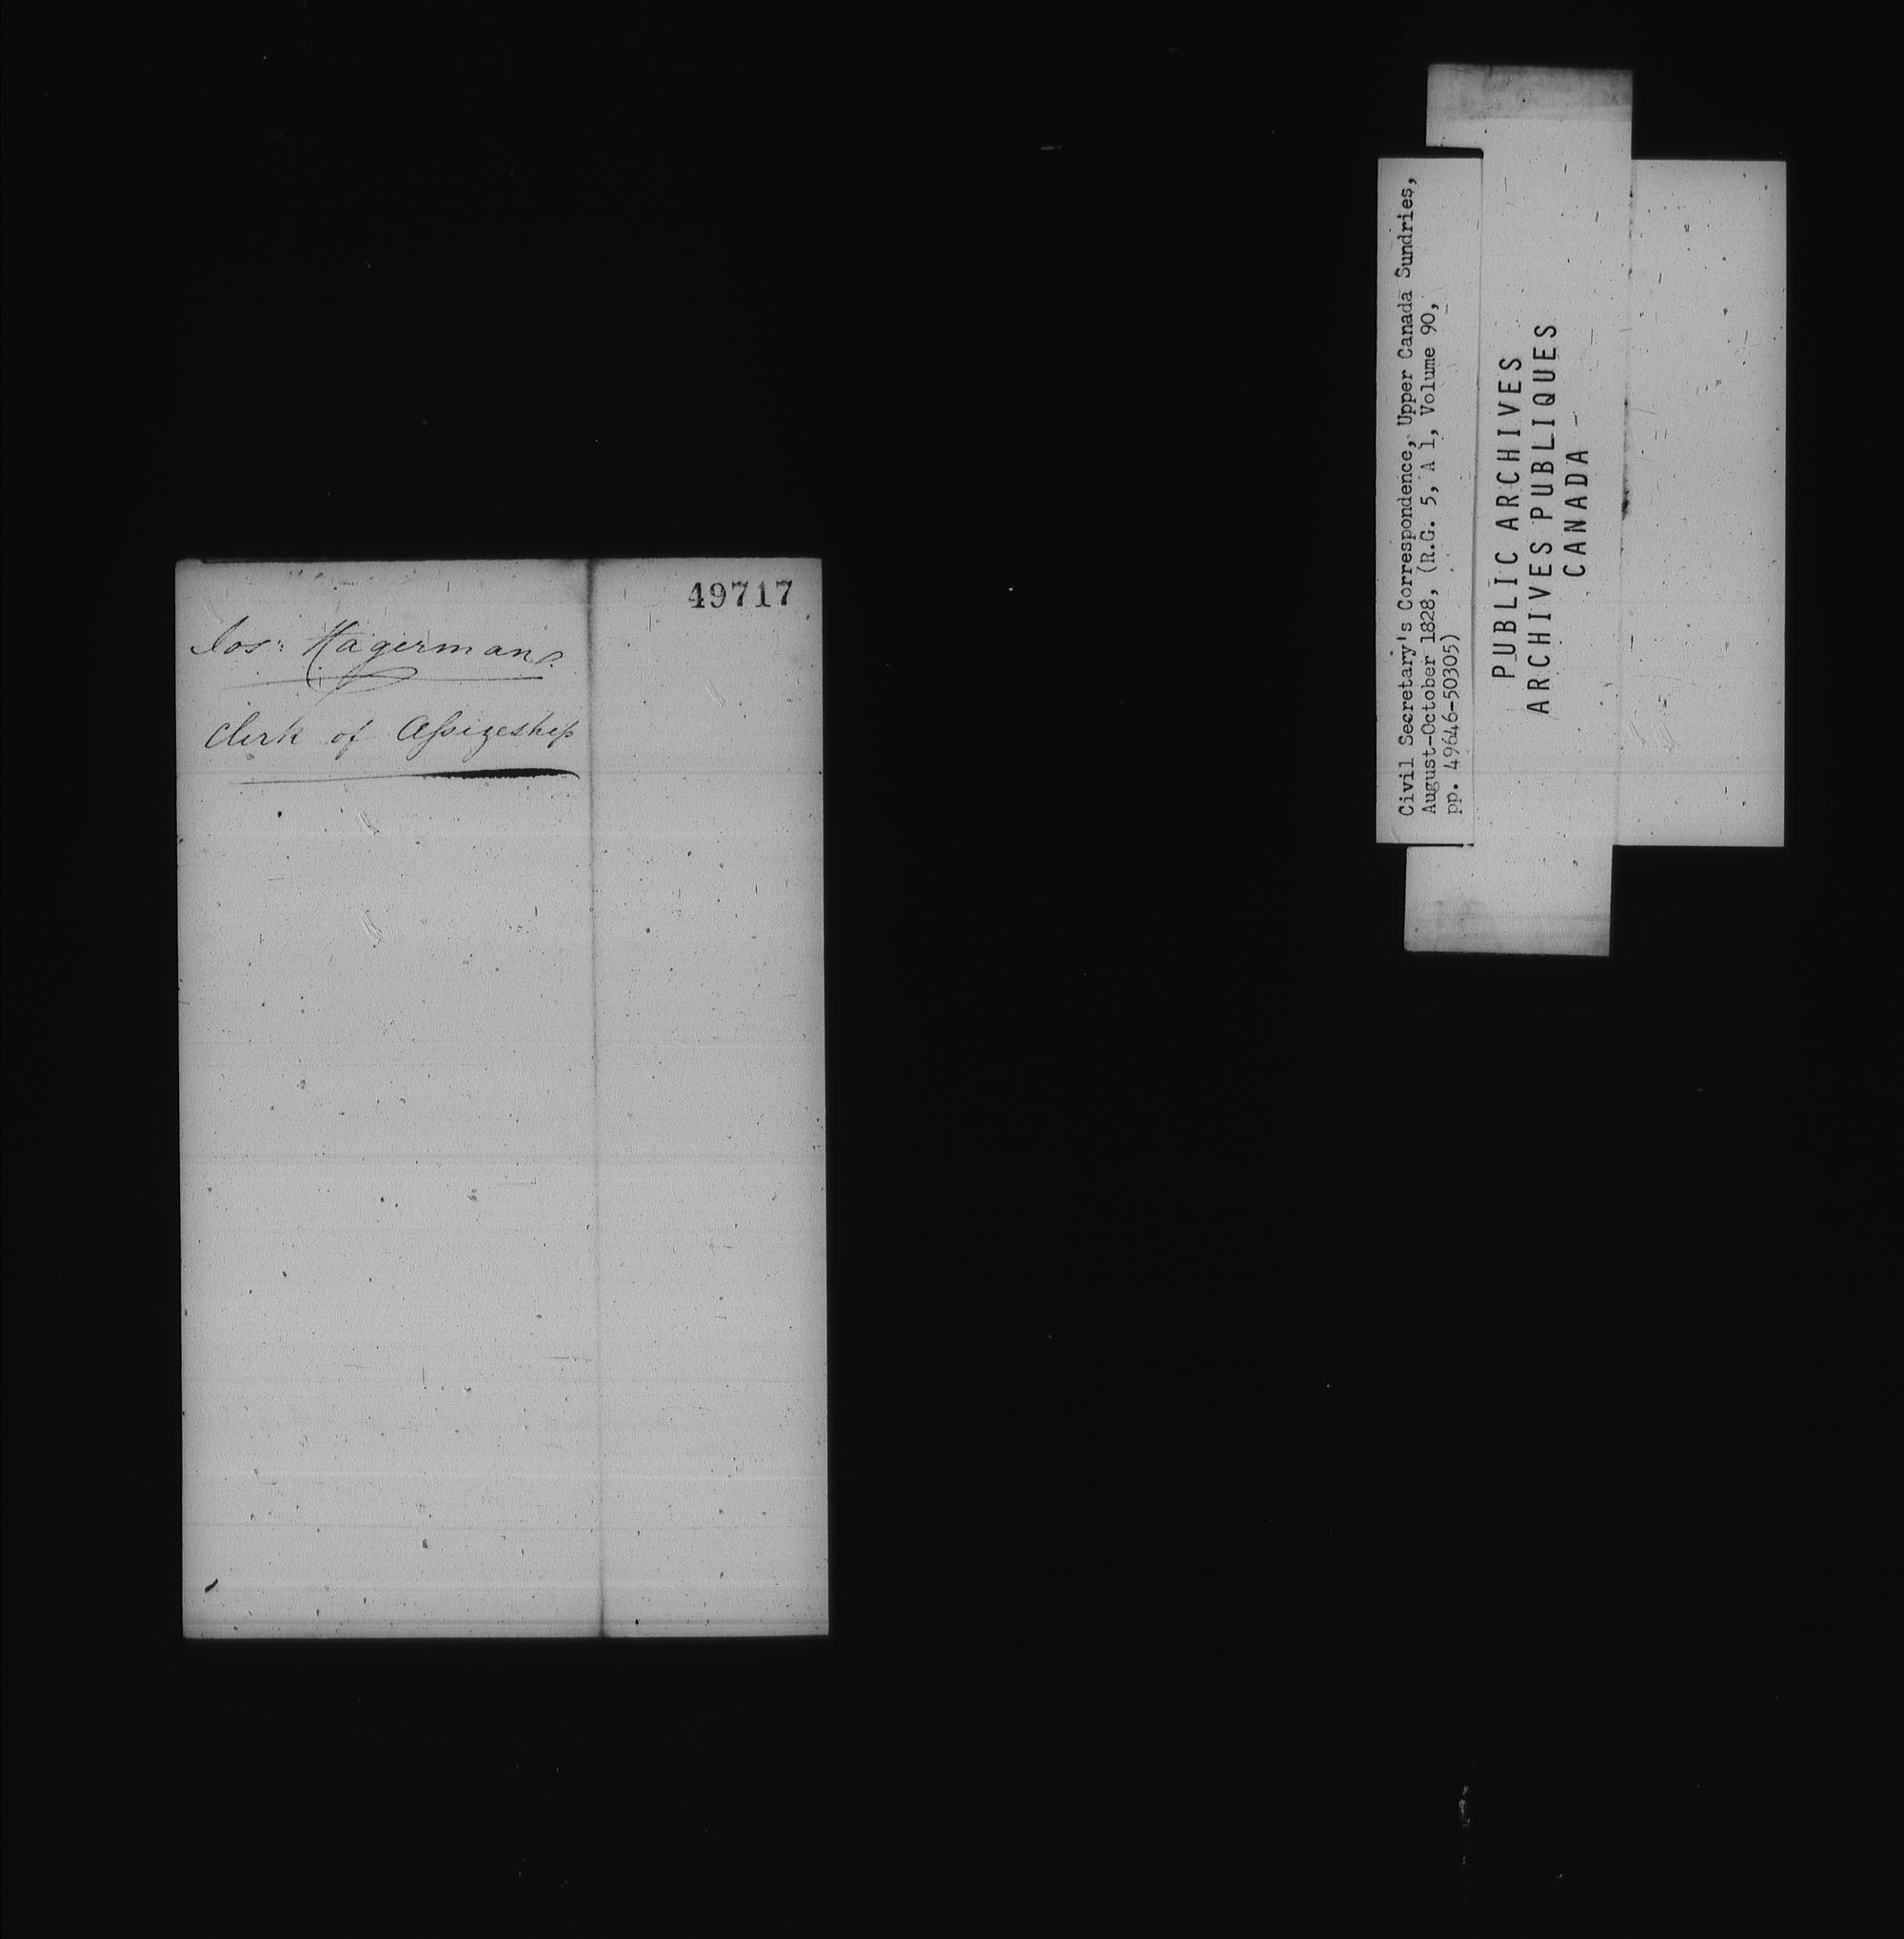 49717
Jos: Hagerman
Clerk of Assizeship
Civil Secretary's Correspondence, Upper Canada Sundries,
August-October 1828, (R.G. 5, A 1, Volume 90,
pp. 49646-50305)
PUBLIC ARCHIVES
ARCHIVES PUBLIQUES
CANADA